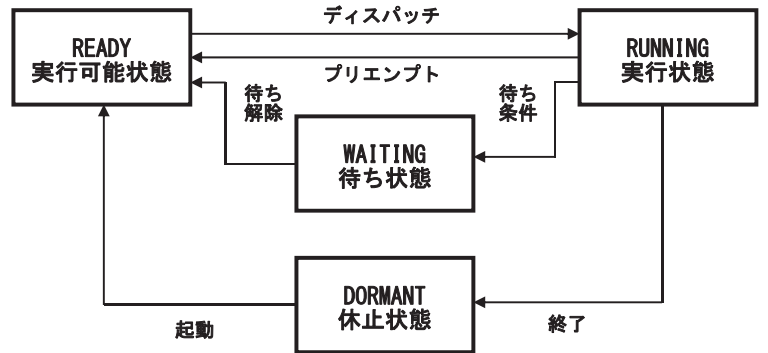 ディスパッチ
READY
実行可能状態
RUNNING
実行状態
プリエンプト
待ち
解除
待ち
条件
WAITING
待ち状態
DORMANT
休止状態
起動
終了